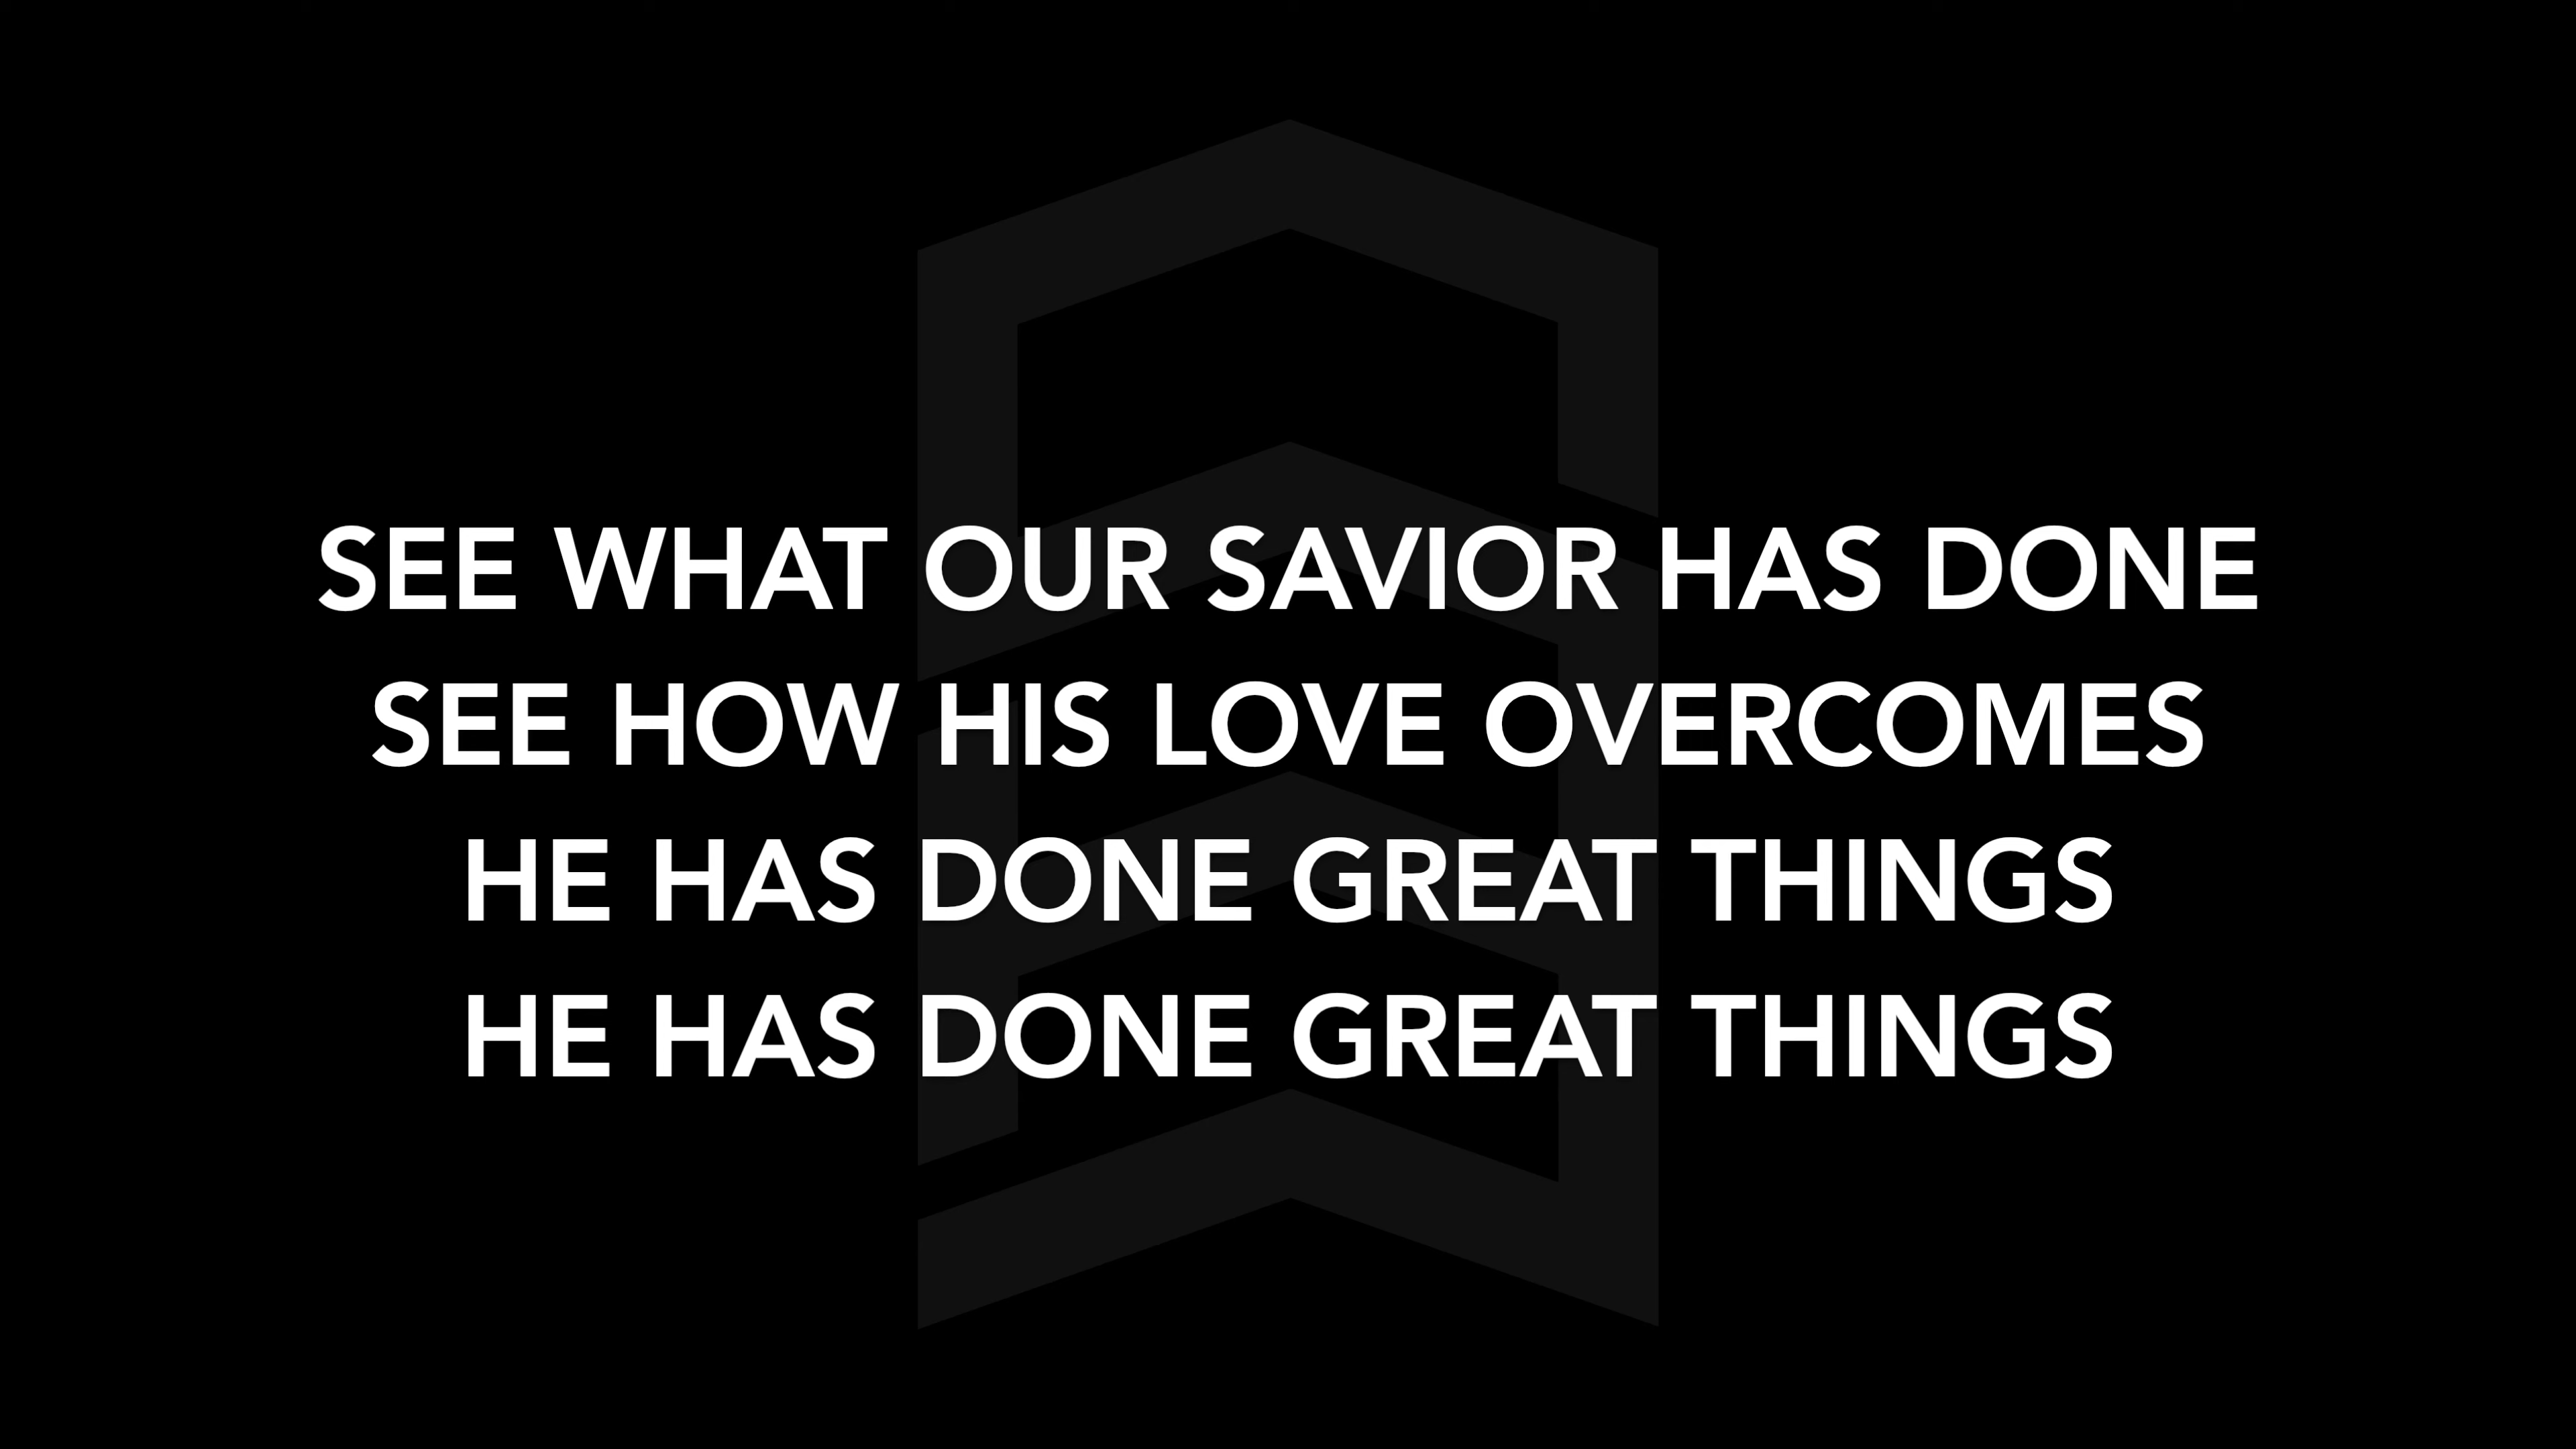 SEE WHAT OUR SAVIOR HAS DONE
SEE HOW HIS LOVE OVERCOMES
HE HAS DONE GREAT THINGS
HE HAS DONE GREAT THINGS